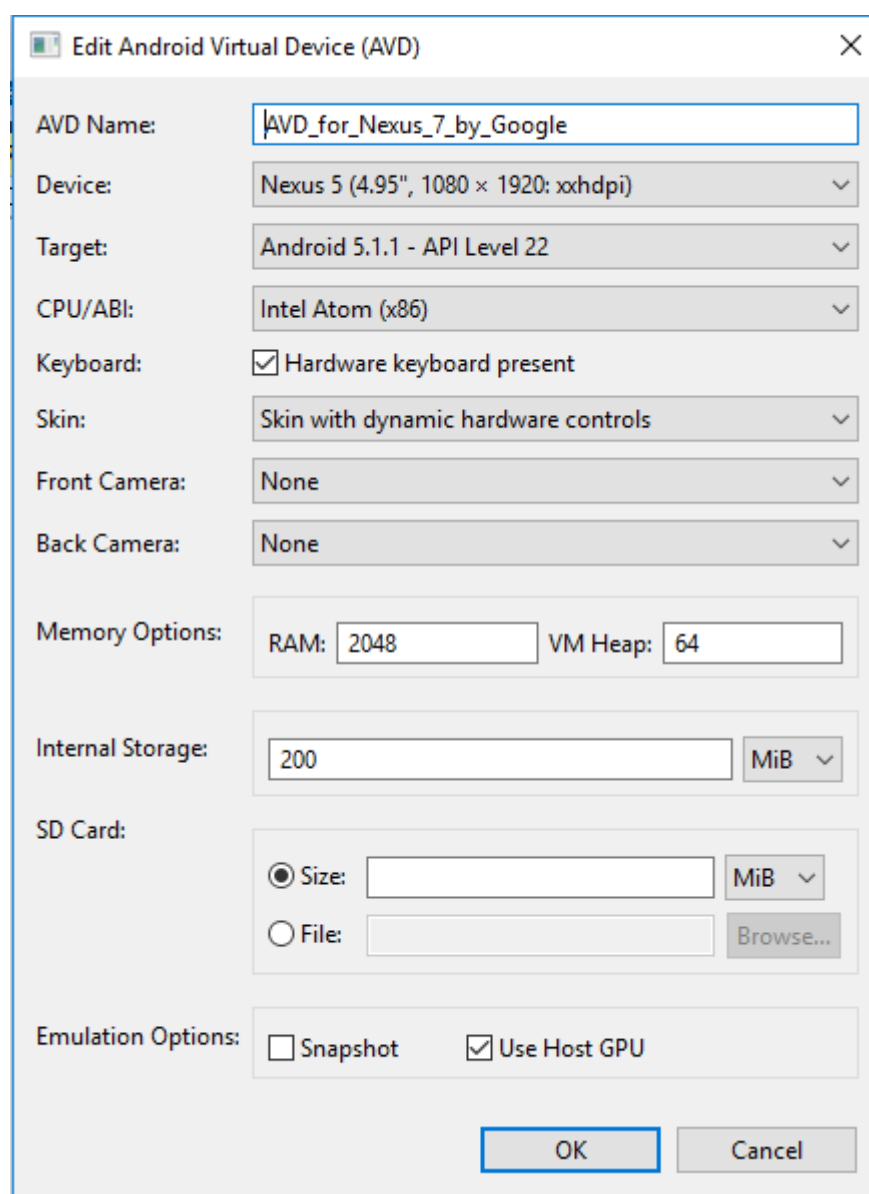 Edit Android Virtual Device (AVD)
AVD Name: AVD_for_Nexus_7_by_Google
Device: Nexus 5 (4.95", 1080 × 1920: xxhdpi)
Target: Android 5.1.1 - API Level 22
CPU/ABI: Intel Atom (x86)
Keyboard: Hardware keyboard present
Skin: Skin with dynamic hardware controls
Front Camera: None
Back Camera: None
Memory Options: RAM: 2048 VM Heap: 64
Internal Storage: 200 MiB
SD Card:
Size: MiB
File: Browse...
Emulation Options: Snapshot Use Host GPU
OK Cancel